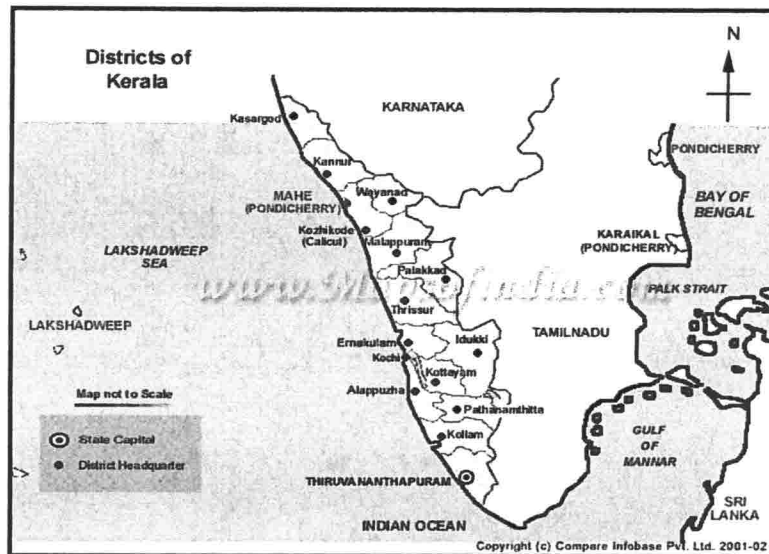 Districts of
Kerala
N
KARNATAKA
Kasargod
PONDICHERRY
Kannur
Wayanad
MAHE
(PONDICHERRY)
BAY OF
BENGAL
Kozhikode
(Calicut)
Malappuram
KARAIKAL
(PONDICHERRY)
LAKSHADWEEP
SEA
Palakkad
www.Mapsofindia.com
PALK STRAIT
Thrissur
LAKSHADWEEP
TAMILNADU
Ernakulam
Idukki
Kochi
Kottayam
Map not to Scale
Alappuzha
Pathanamthitta
State Capital
Kollam
GULF
OF
MANNAR
District Headquarter
THIRUVANANTHAPURAM
SRI
LANKA
INDIAN OCEAN
Copyright (c) Compare Infobase Pvt. Ltd. 2001-02